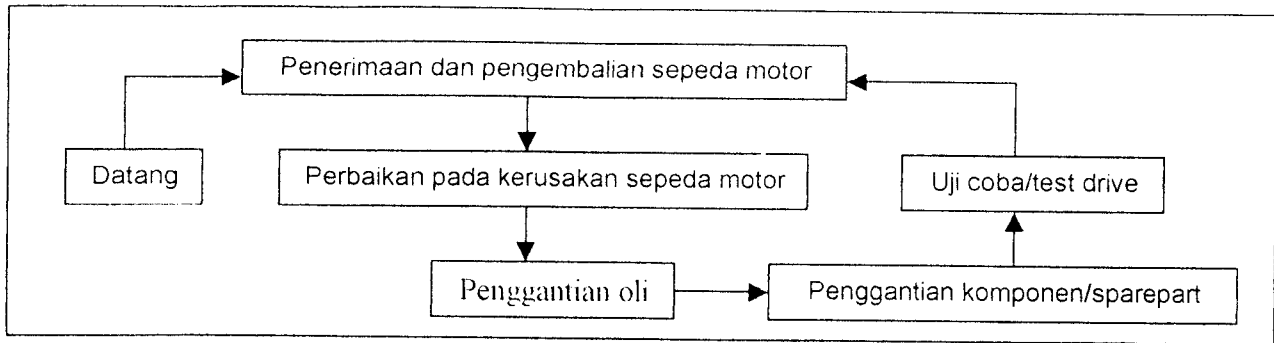 Penerimaan dan pengembalian sepeda motor
Datang
Perbaikan pada kerusakan sepeda motor
Uji coba/test drive
Penggantian oli
Penggantian komponen/sparepart